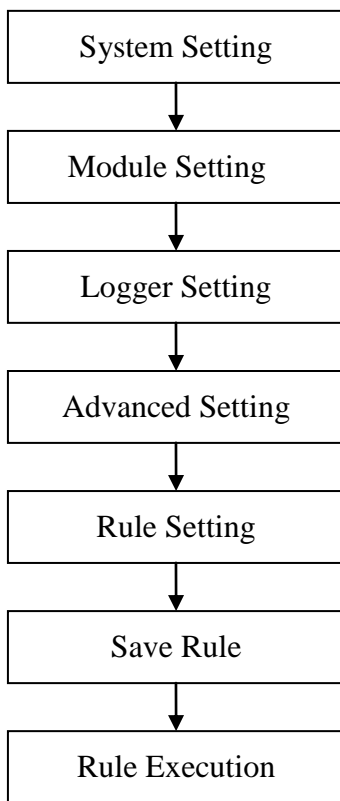 System Setting
Module Setting
Logger Setting
Advanced Setting
Rule Setting
Save Rule
Rule Execution